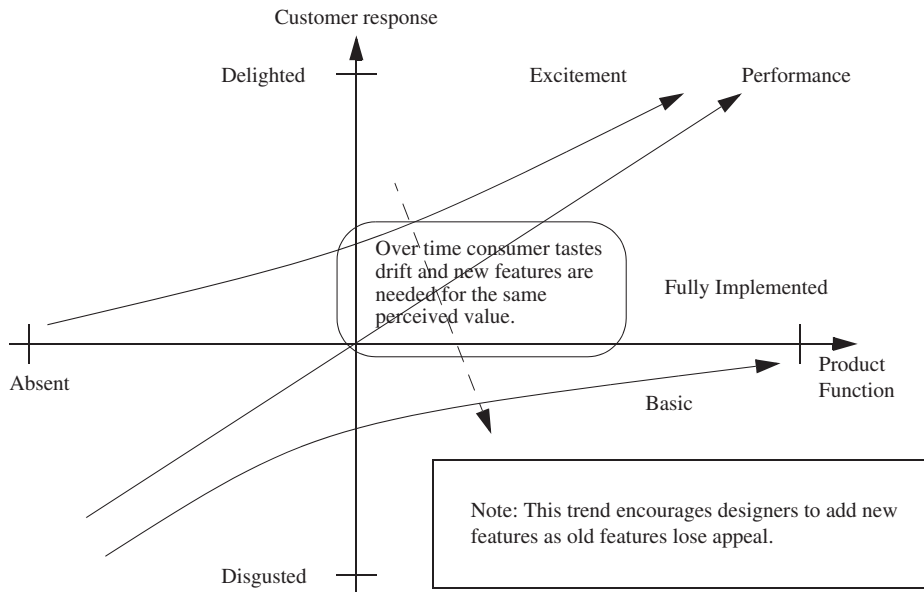 Customer response
Delighted
Excitement
Performance
Over time consumer tastes
drift and new features are
needed for the same
perceived value.
Fully Implemented
Absent
Product
Function
Basic
Note: This trend encourages designers to add new
features as old features lose appeal.
Disgusted